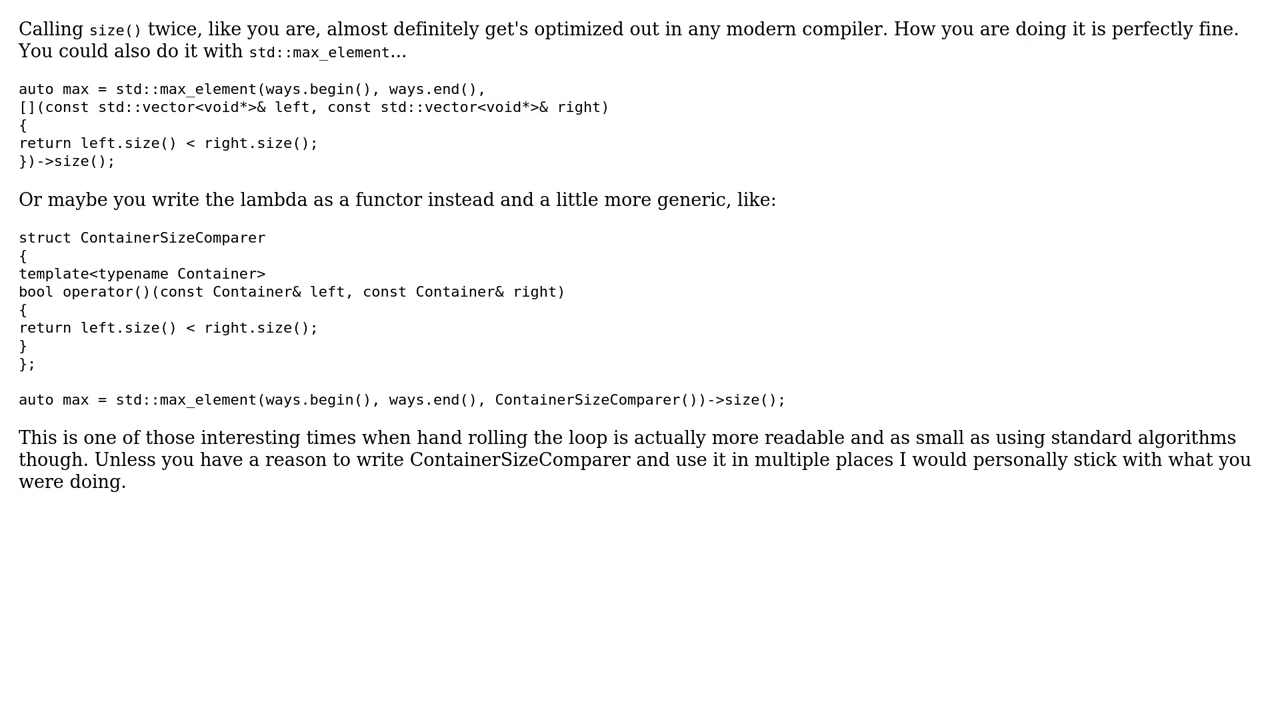 Calling size() twice, like you are, almost definitely get's optimized out in any modern compiler. How you are doing it is perfectly fine.
You could also do it with std::max_element...
auto max = std::max_element(ways.begin(), ways.end(),
[](const std::vector<void*>& left, const std::vector<void*>& right)
{
return left.size() < right.size();
})->size();
Or maybe you write the lambda as a functor instead and a little more generic, like:
struct ContainerSizeComparer
{
template<typename Container>
bool operator()(const Container& left, const Container& right)
{
return left.size() < right.size();
}
};
auto max = std::max_element(ways.begin(), ways.end(), ContainerSizeComparer())->size();
This is one of those interesting times when hand rolling the loop is actually more readable and as small as using standard algorithms
though. Unless you have a reason to write ContainerSizeComparer and use it in multiple places I would personally stick with what you
were doing.